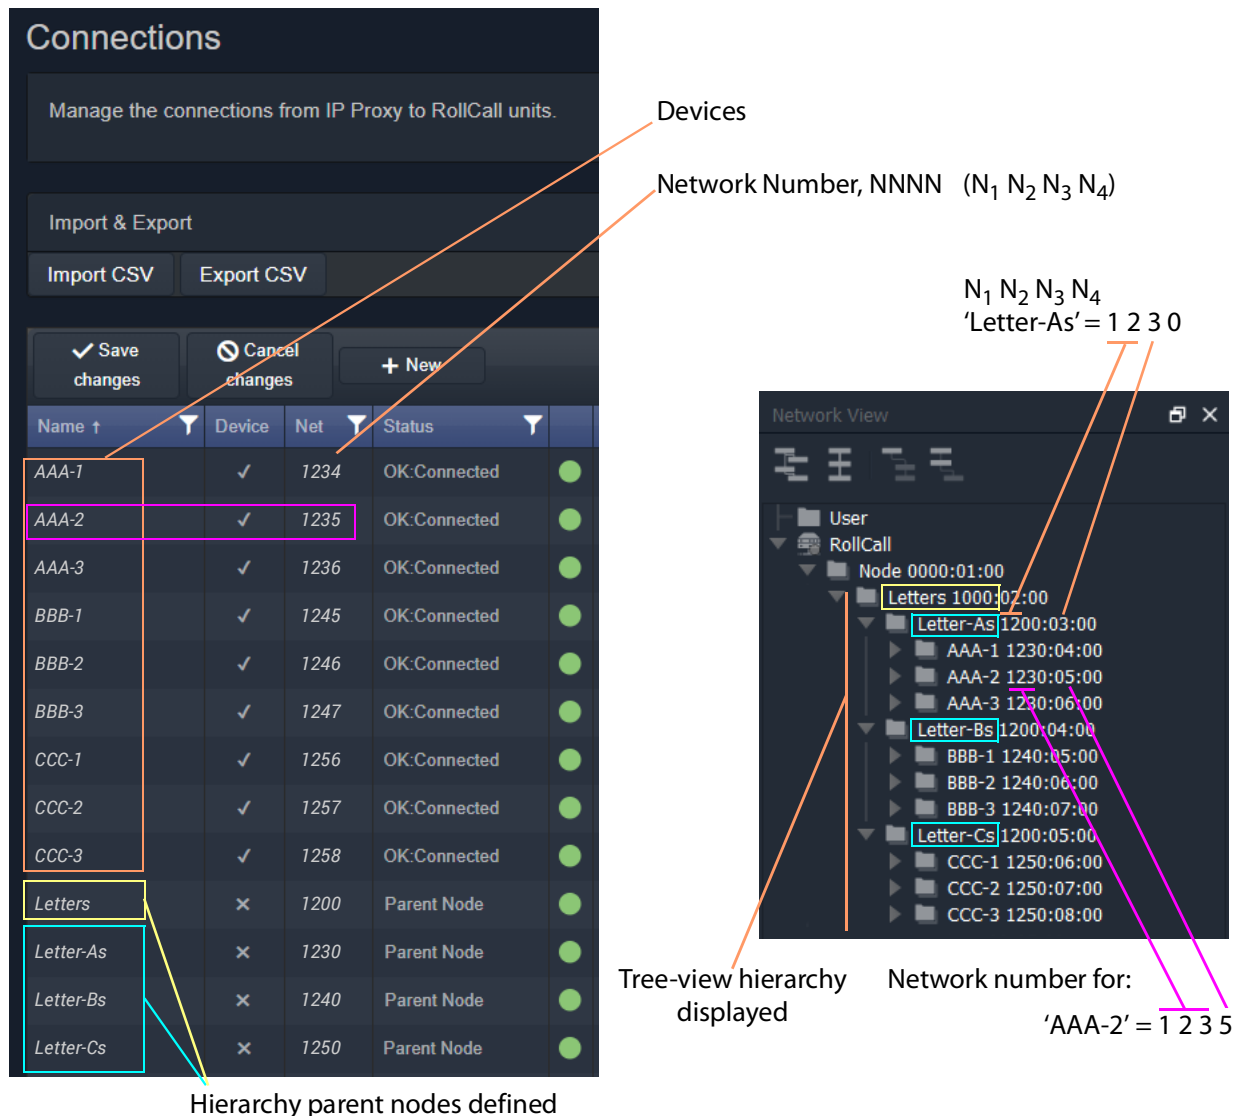 Connections
Manage the connections from IP Proxy to RollCall units.
Import & Export
Import CSV Export CSV
Save changes
Cancel changes
+ New
Name ↑ Device Net Status
AAA-1 ✓ 1234 OK:Connected
AAA-2 ✓ 1235 OK:Connected
AAA-3 ✓ 1236 OK:Connected
BBB-1 ✓ 1245 OK:Connected
BBB-2 ✓ 1246 OK:Connected
BBB-3 ✓ 1247 OK:Connected
CCC-1 ✓ 1256 OK:Connected
CCC-2 ✓ 1257 OK:Connected
CCC-3 ✓ 1258 OK:Connected
Letters × 1200 Parent Node
Letter-As × 1230 Parent Node
Letter-Bs × 1240 Parent Node
Letter-Cs × 1250 Parent Node
Hierarchy parent nodes defined
Devices
Network Number, NNNN (N1 N2 N3 N4)
N1 N2 N3 N4
‘Letter-As’ = 1 2 3 0
Network View
User
RollCall
Node 0000:01:00
Letters 1000:02:00
Letter-As 1200:03:00
AAA-1 1230:04:00
AAA-2 1230:05:00
AAA-3 1230:06:00
Letter-Bs 1200:04:00
BBB-1 1240:05:00
BBB-2 1240:06:00
BBB-3 1240:07:00
Letter-Cs 1200:05:00
CCC-1 1250:06:00
CCC-2 1250:07:00
CCC-3 1250:08:00
Tree-view hierarchy
displayed
Network number for:
‘AAA-2’ = 1 2 3 5